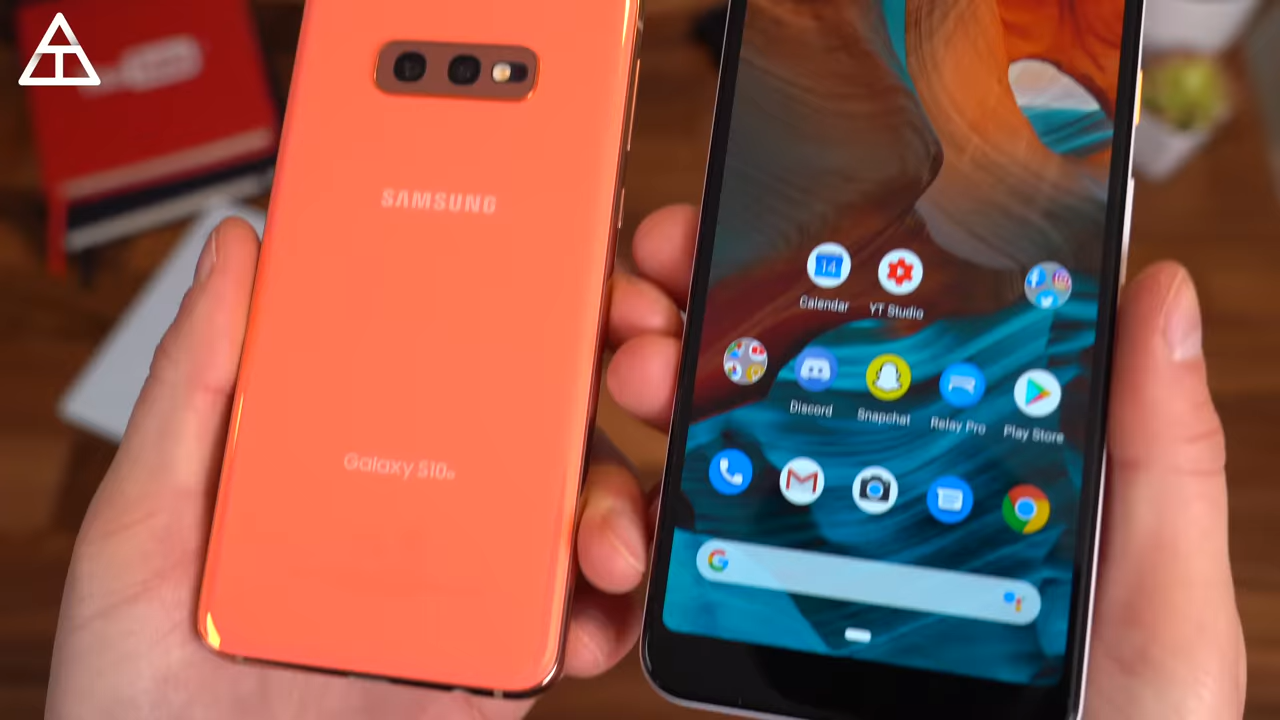 SAMSUNG
Galaxy S10e
14
Calendar
YT Studio
Discord
Snapchat
Relay Pro
Play Store